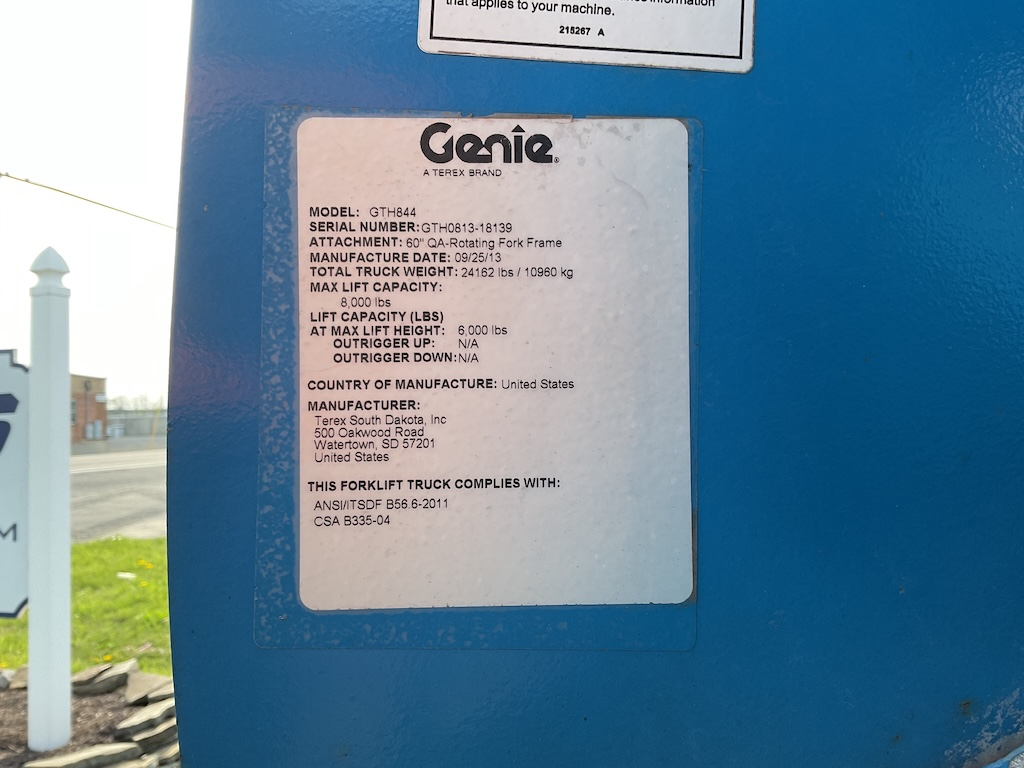 that applies to your machine.
215267 A
Genie
A TEREX BRAND
MODEL: GTH844
SERIAL NUMBER: GTH0813-18139
ATTACHMENT: 60" QA-Rotating Fork Frame
MANUFACTURE DATE: 09/25/13
TOTAL TRUCK WEIGHT: 24162 lbs / 10960 kg
MAX LIFT CAPACITY:
8,000 lbs
LIFT CAPACITY (LBS)
AT MAX LIFT HEIGHT: 6,000 lbs
OUTRIGGER UP: N/A
OUTRIGGER DOWN: N/A
COUNTRY OF MANUFACTURE: United States
MANUFACTURER:
Terex South Dakota, Inc
500 Oakwood Road
Watertown, SD 57201
United States
THIS FORKLIFT TRUCK COMPLIES WITH:
ANSI/ITSDF B56.6-2011
CSA B335-04